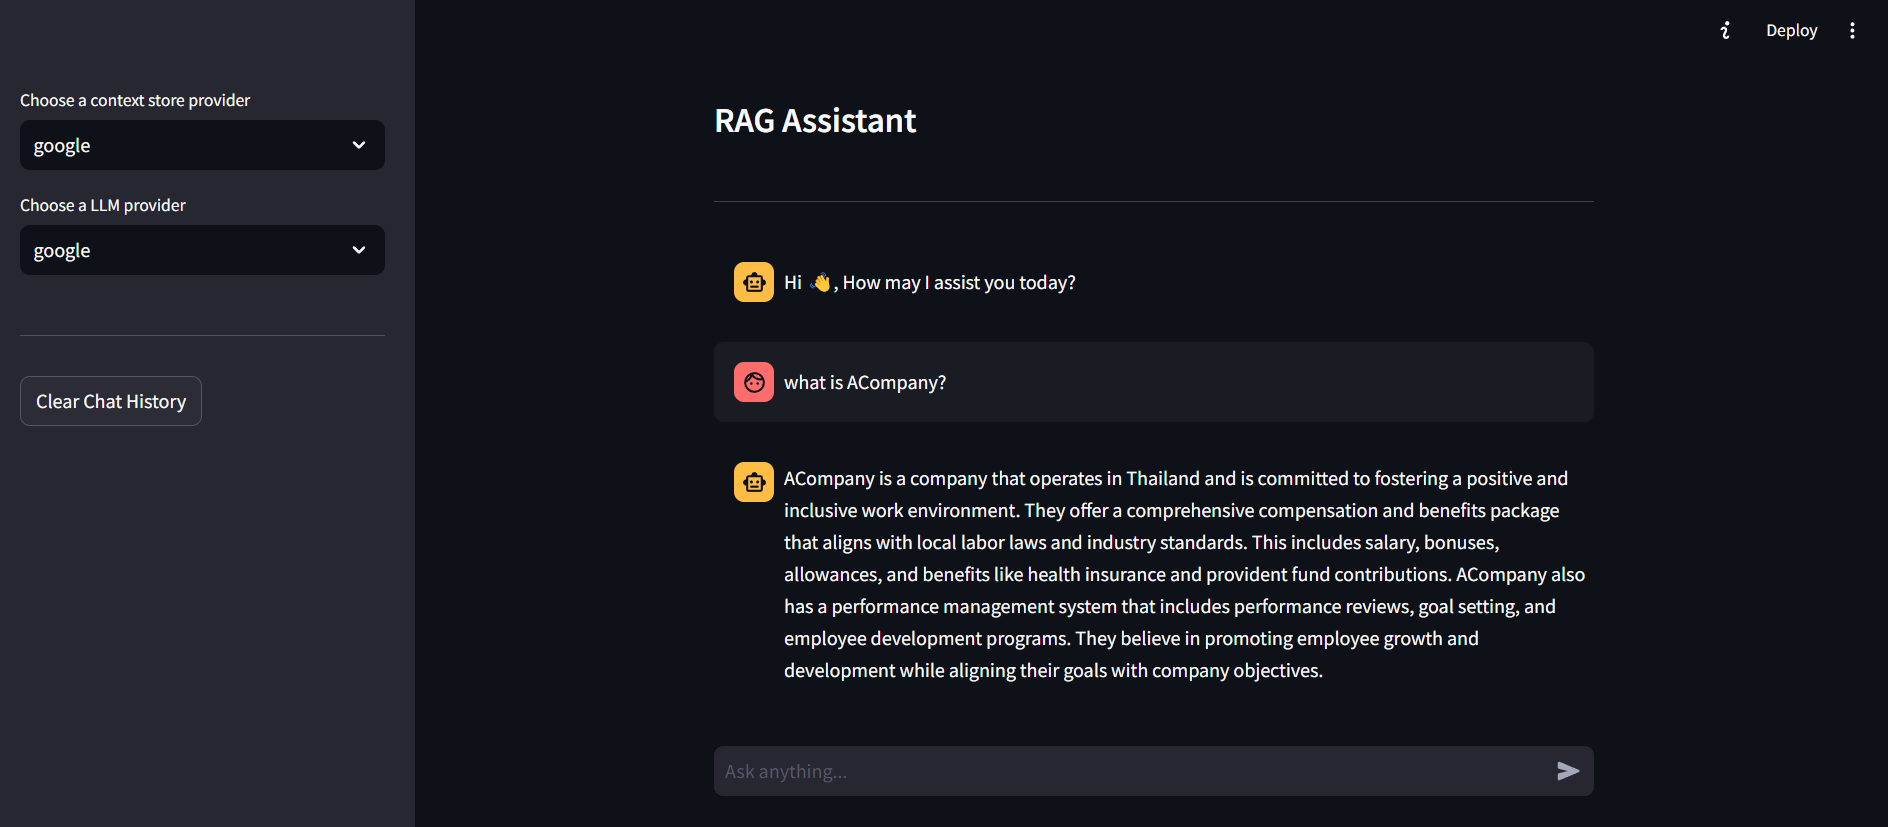 Choose a context store provider
google
Choose a LLM provider
google
Clear Chat History
Deploy
RAG Assistant
Hi 👋, How may I assist you today?
what is ACompany?
ACompany is a company that operates in Thailand and is committed to fostering a positive and
inclusive work environment. They offer a comprehensive compensation and benefits package
that aligns with local labor laws and industry standards. This includes salary, bonuses,
allowances, and benefits like health insurance and provident fund contributions. ACompany also
has a performance management system that includes performance reviews, goal setting, and
employee development programs. They believe in promoting employee growth and
development while aligning their goals with company objectives.
Ask anything...